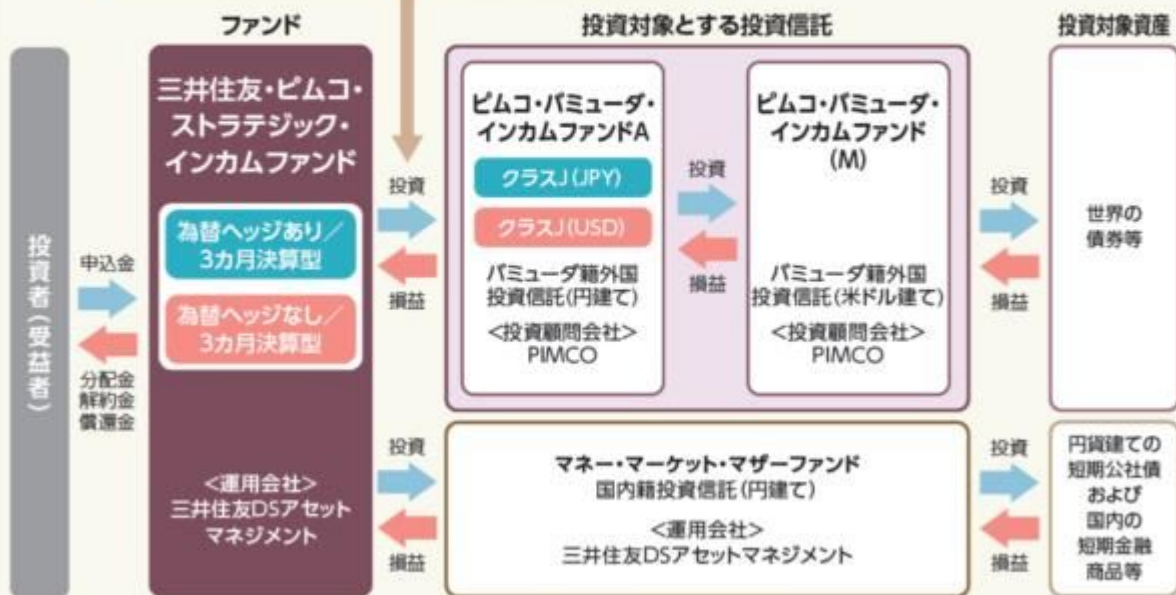 ファンド
投資対象とする投資信託
投資対象資産
投資者(受益者)
申込金
分配金
解約金
償還金
三井住友・ピムコ・
ストラテジック・
インカムファンド
為替ヘッジあり/
3カ月決算型
為替ヘッジなし/
3カ月決算型
<運用会社>
三井住友DSアセット
マネジメント
投資
損益
ピムコ・バミューダ・
インカムファンドA
クラスJ(JPY)
クラスJ(USD)
バミューダ籍外国
投資信託(円建て)
<投資顧問会社>
PIMCO
投資
損益
ピムコ・バミューダ・
インカムファンド
(M)
バミューダ籍外国
投資信託(米ドル建て)
<投資顧問会社>
PIMCO
投資
損益
世界の
債券等
投資
損益
マネー・マーケット・マザーファンド
国内籍投資信託(円建て)
<運用会社>
三井住友DSアセットマネジメント
投資
損益
円貨建ての
短期公社債
および
国内の
短期金融
商品等